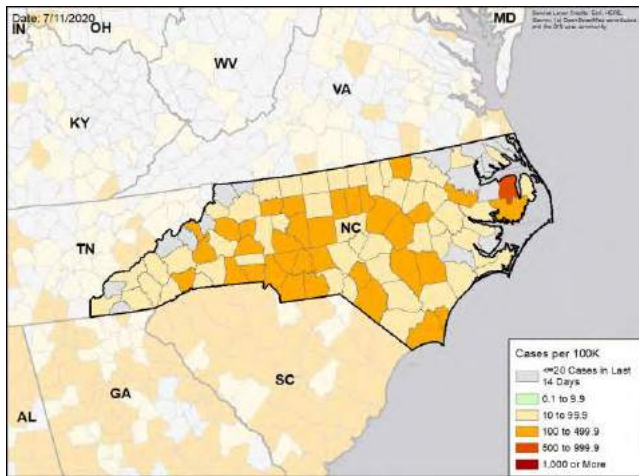 Date: 7/11/2020
MD
IN
OH
WV
VA
KY
TN
NC
SC
GA
AL
Cases per 100K
<=20 Cases in Last
14 Days
0.1 to 9.9
10 to 99.9
100 to 499.9
500 to 999.9
1,000 or More